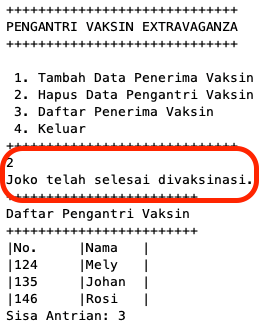 ++++++++++++++++++++++++++++++
PENGANTRI VAKSIN EXTRAVAGANZA
++++++++++++++++++++++++++++++
1. Tambah Data Penerima Vaksin
2. Hapus Data Pengantri Vaksin
3. Daftar Penerima Vaksin
4. Keluar
++++++++++++++++++++++++++++++
2
Joko telah selesai divaksinasi.
+++++++++++++++++++++++++
Daftar Pengantri Vaksin
+++++++++++++++++++++++++
|No. |Nama |
|124 |Mely |
|135 |Johan |
|146 |Rosi |
Sisa Antrian: 3